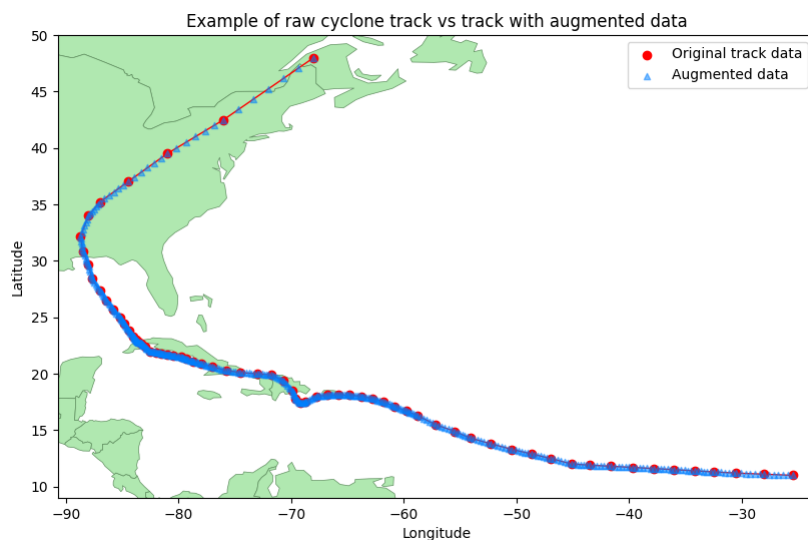 Example of raw cyclone track vs track with augmented data
Original track data
Augmented data
50
45
40
35
30
25
20
15
10
Latitude
−90 −80 −70 −60 −50 −40 −30
Longitude